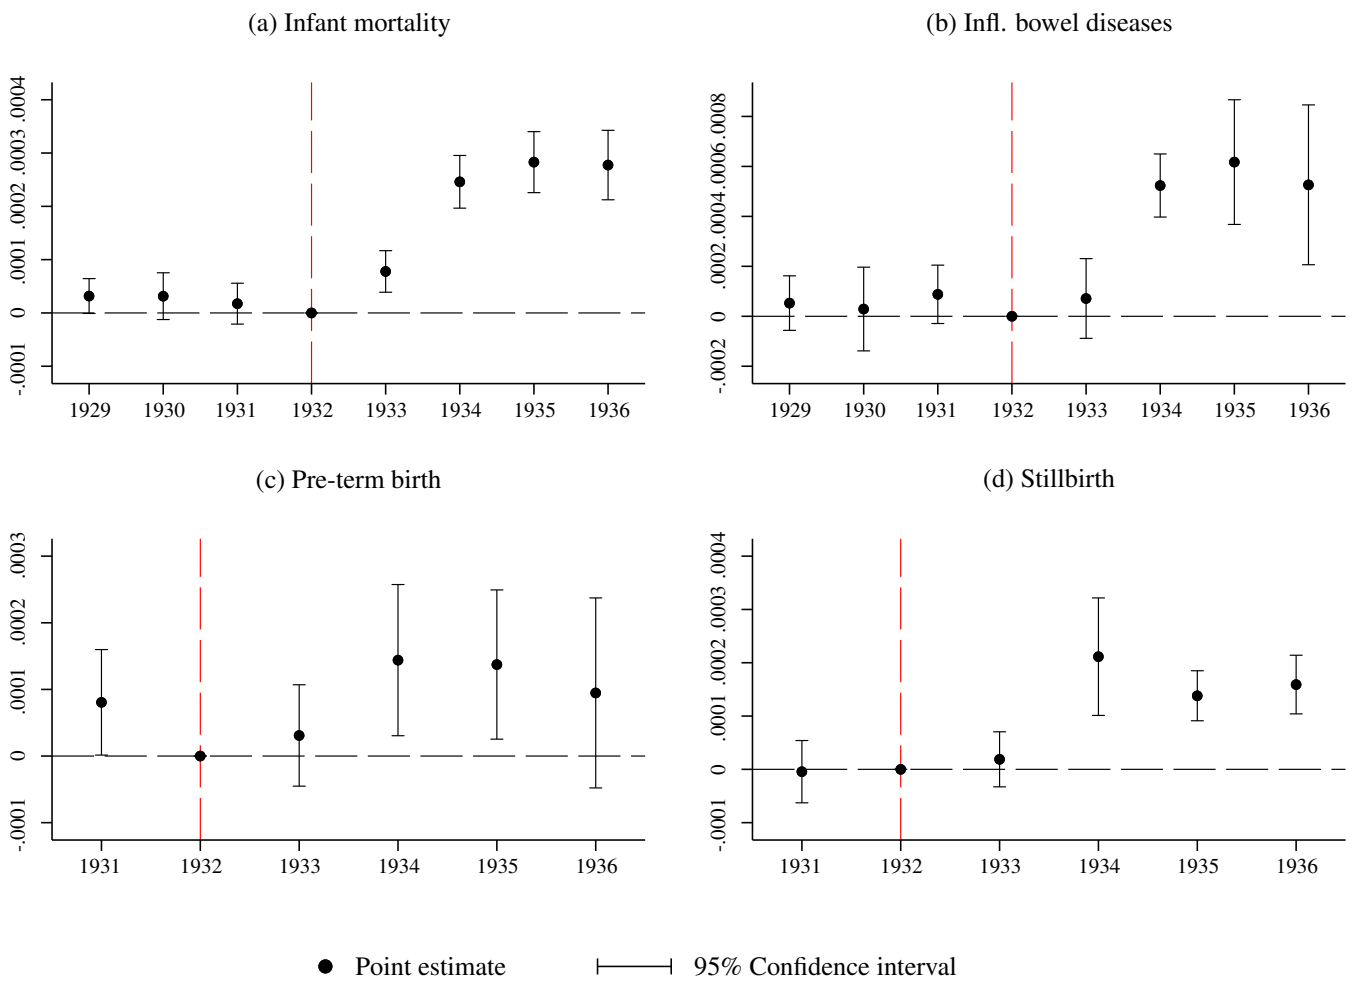 (a) Infant mortality
.0004
.0003
.0002
.0001
0
-.0001
1929 1930 1931 1932 1933 1934 1935 1936
(b) Infl. bowel diseases
.0008
.0006
.0004
.0002
0
-.0002
1929 1930 1931 1932 1933 1934 1935 1936
(c) Pre-term birth
.0003
.0002
.0001
0
-.0001
1931 1932 1933 1934 1935 1936
(d) Stillbirth
.0004
.0003
.0002
.0001
0
-.0001
1931 1932 1933 1934 1935 1936
Point estimate 95% Confidence interval